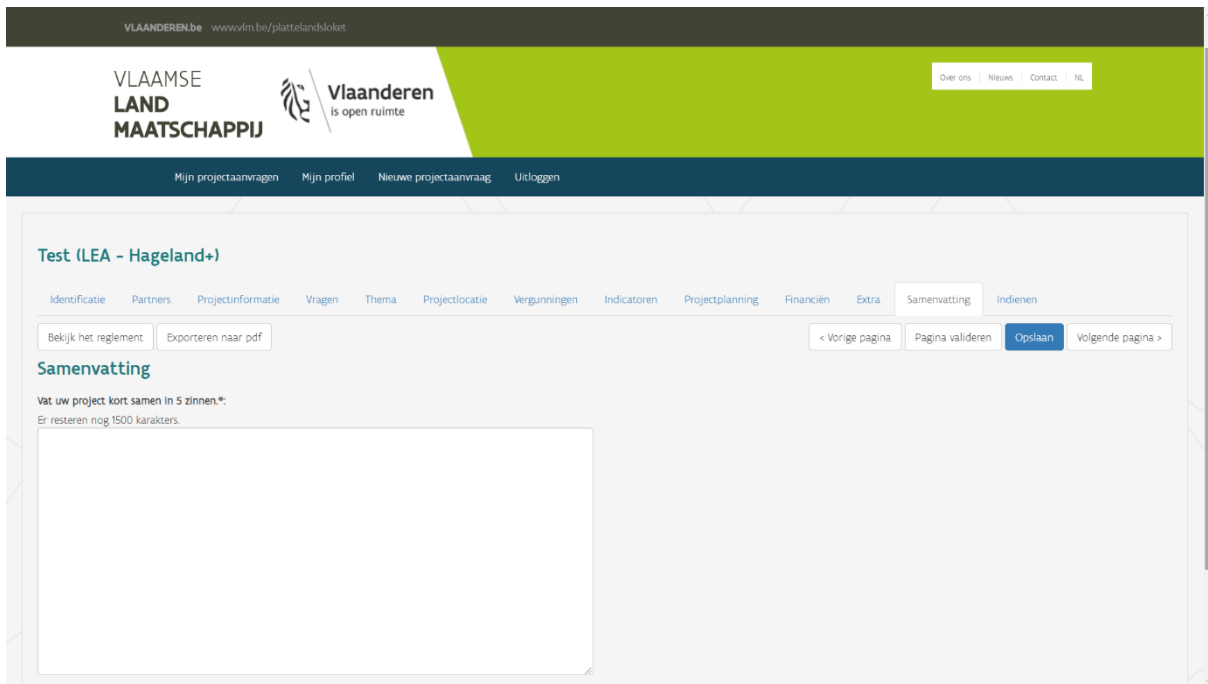 VLAANDEREN.be www.vlm.be/plattelandsloket
VLAAMSE
LAND
MAATSCHAPPIJ
Vlaanderen
is open ruimte
Over ons Nieuws Contact NL
Mijn projectaanvragen Mijn profiel Nieuwe projectaanvraag Uitloggen
Test (LEA - Hageland+)
Identificatie Partners Projectinformatie Vragen Thema Projectlocatie Vergunningen Indicatoren Projectplanning Financiën Extra Samenvatting Indienen
Bekijk het reglement Exporteren naar pdf < Vorige pagina Pagina valideren Opslaan Volgende pagina >
Samenvatting
Vat uw project kort samen in 5 zinnen.*:
Er resteren nog 1500 karakters.